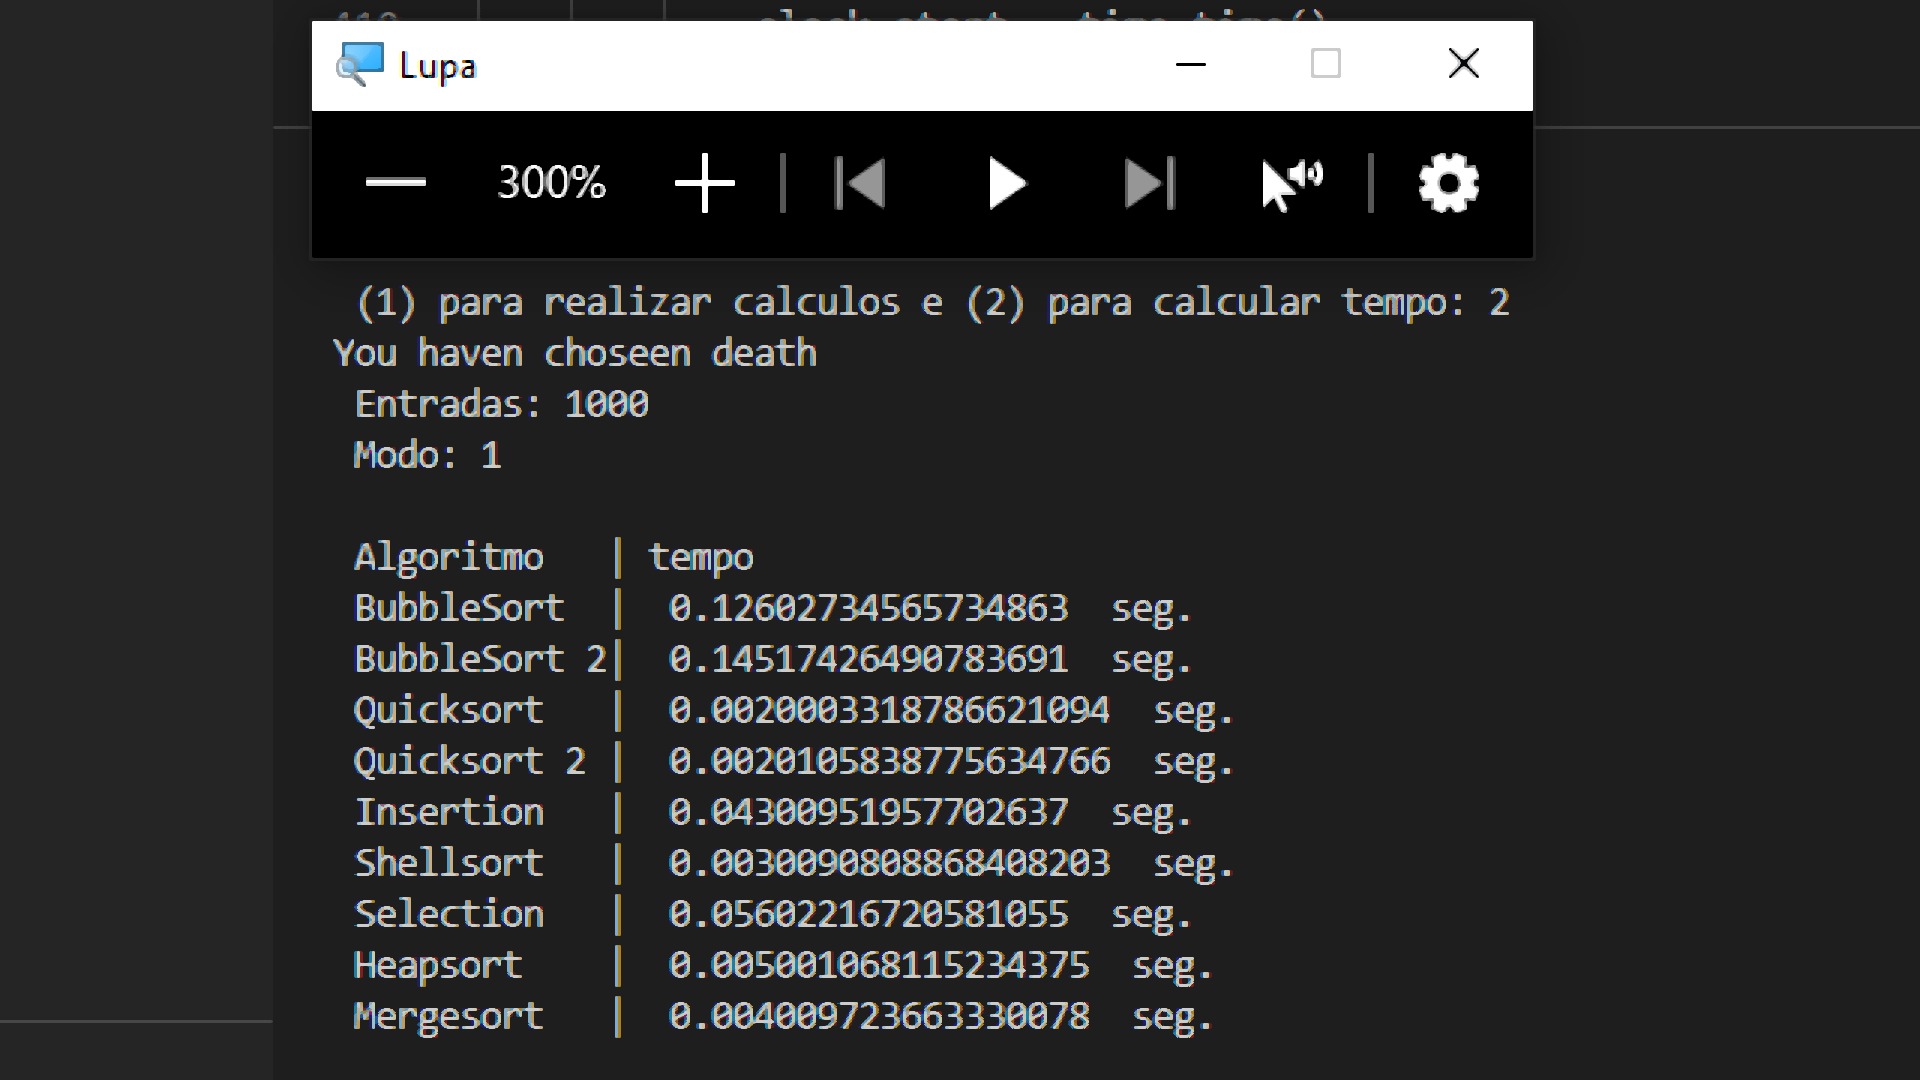 Lupa
300%
(1) para realizar calculos e (2) para calcular tempo: 2
You haven choseen death
Entradas: 1000
Modo: 1
Algoritmo | tempo
BubbleSort | 0.12602734565734863 seg.
BubbleSort 2| 0.14517426490783691 seg.
Quicksort | 0.0020003318786621094 seg.
Quicksort 2 | 0.0020105838775634766 seg.
Insertion | 0.04300951957702637 seg.
Shellsort | 0.0030090808868408203 seg.
Selection | 0.05602216720581055 seg.
Heapsort | 0.005001068115234375 seg.
Mergesort | 0.004009723663330078 seg.